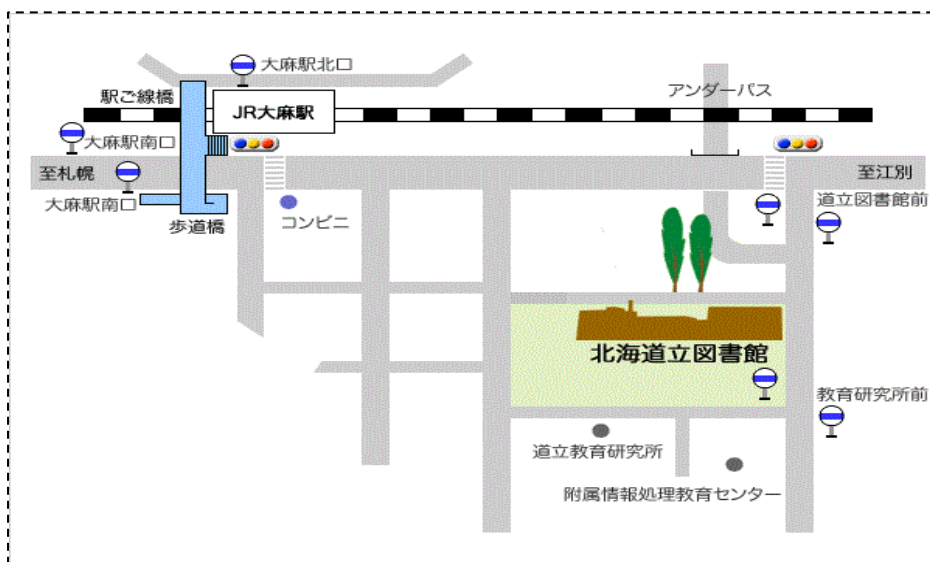 大麻駅北口
駅ご線橋
JR大麻駅
アンダーパス
大麻駅南口
至札幌
至江別
大麻駅南口
道立図書館前
歩道橋
コンビニ
北海道立図書館
教育研究所前
道立教育研究所
附属情報処理教育センター